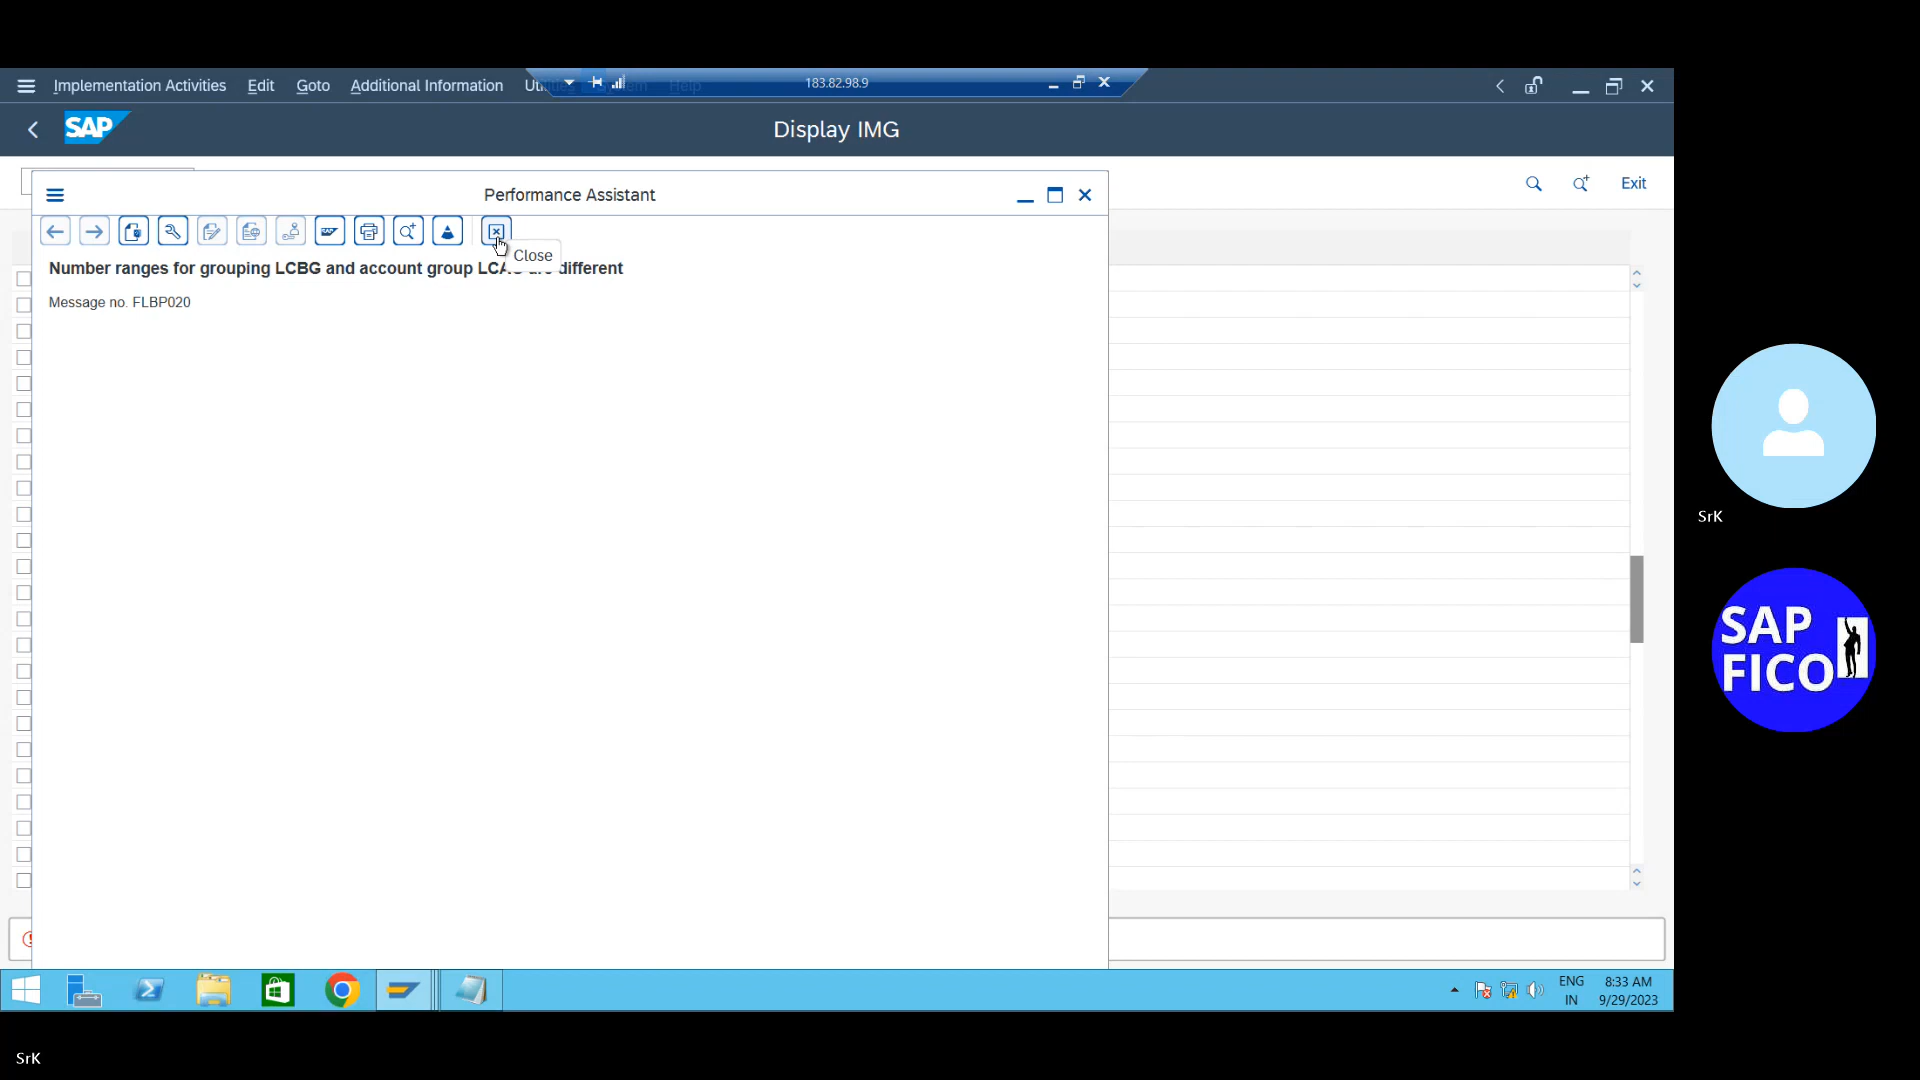 Implementation Activities Edit Goto Additional Information
183.82.98.9
SAP Display IMG
Exit
Performance Assistant
Close
Number ranges for grouping LCBG and account group different
Message no. FLBP020
SrK
SAP
FICO
ENG 8:33 AM
IN 9/29/2023
SrK